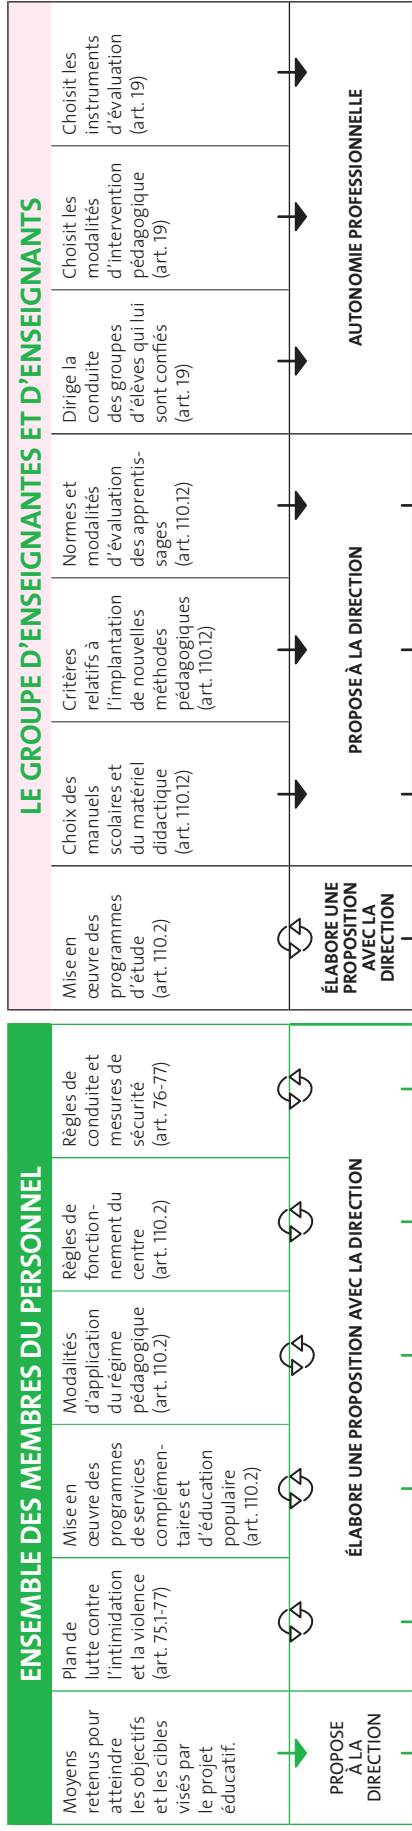 ENSEMBLE DES MEMBRES DU PERSONNEL
Moyens
retenus pour
atteindre
les objectifs
et les cibles
visés par
le projet
éducatif.
Plan de
lutte contre
l'intimidation
et la violence
(art. 75.1-77)
Mise en
œuvre des
programmes
de services
complémen-
taires et
d'éducation
populaire
(art. 110.2)
Modalités
d'application
du régime
pédagogique
(art. 110.2)
Règles de
fonction-
nement du
centre
(art. 110.2)
Règles de
conduite et
mesures de
sécurité
(art. 76-77)
PROPOSE
À LA
DIRECTION
ÉLABORE UNE PROPOSITION AVEC LA DIRECTION
LE GROUPE D'ENSEIGNANTES ET D'ENSEIGNANTS
Mise en
œuvre des
programmes
d'étude
(art. 110.2)
Choix des
manuels
scolaires et
du matériel
didactique
(art. 110.12)
Critères
relatifs à
l'implantation
de nouvelles
méthodes
pédagogiques
(art. 110.12)
Normes et
modalités
d'évaluation
des apprentis-
sages
(art. 110.12)
Dirige la
conduite
des groupes
d'élèves qui lui
sont confiés
(art. 19)
Choisit les
modalités
d'intervention
pédagogique
(art. 19)
Choisit les
instruments
d'évaluation
(art. 19)
ÉLABORE UNE
PROPOSITION
AVEC LA
DIRECTION
PROPOSE À LA DIRECTION
AUTONOMIE PROFESSIONNELLE